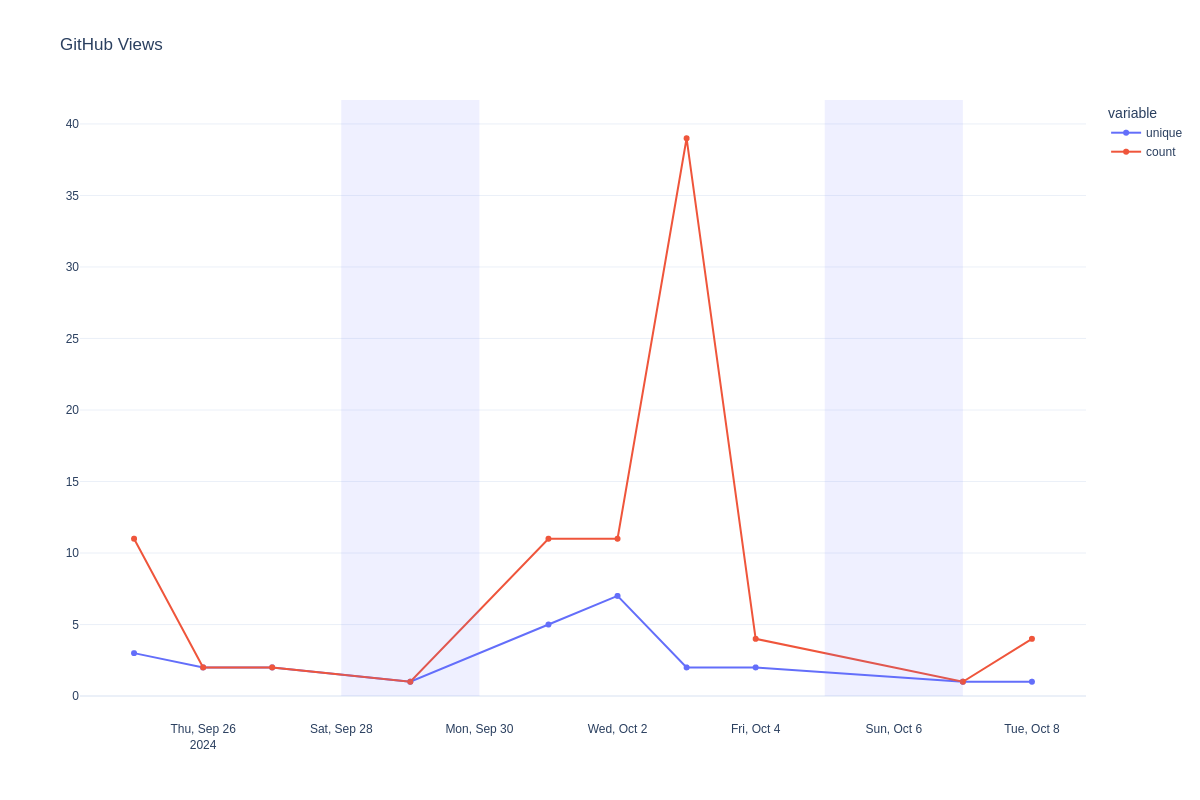 GitHub Views
variable
unique
count
40
35
30
25
20
15
10
5
0
Thu, Sep 26
2024
Sat, Sep 28
Mon, Sep 30
Wed, Oct 2
Fri, Oct 4
Sun, Oct 6
Tue, Oct 8